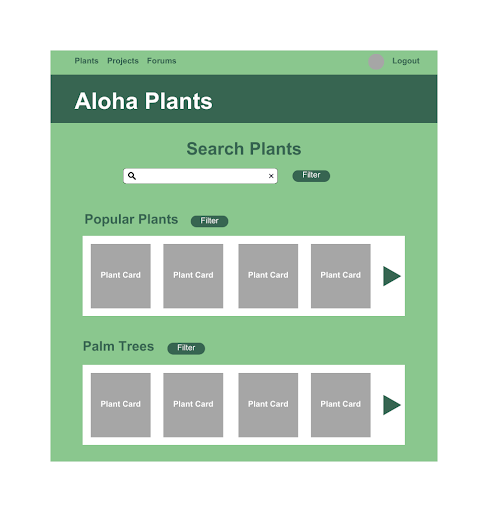 Plants Projects Forums Logout
Aloha Plants
Search Plants
× Filter
Popular Plants Filter
Plant Card Plant Card Plant Card Plant Card
Palm Trees Filter
Plant Card Plant Card Plant Card Plant Card